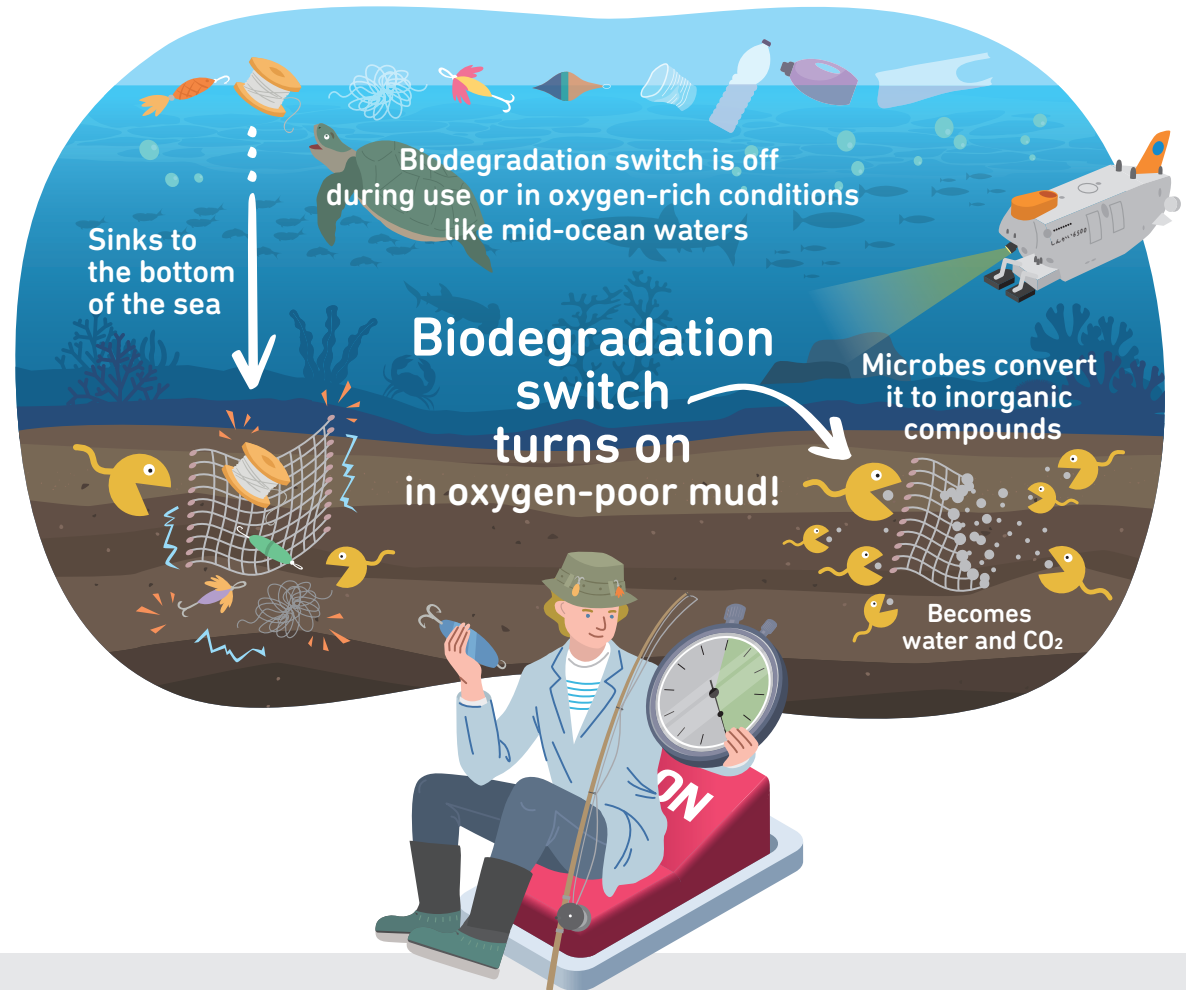 Biodegradation switch is off
during use or in oxygen-rich conditions
like mid-ocean waters
Sinks to
the bottom
of the sea
Biodegradation
switch
turns on
in oxygen-poor mud!
Microbes convert
it to inorganic
compounds
Becomes
water and CO₂
ON